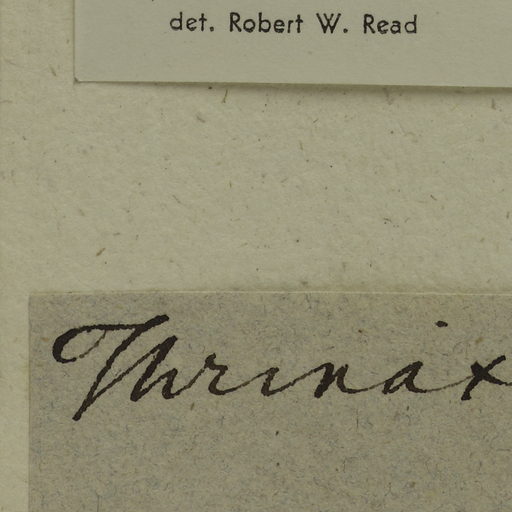 det. Robert W. Read
Thrinax